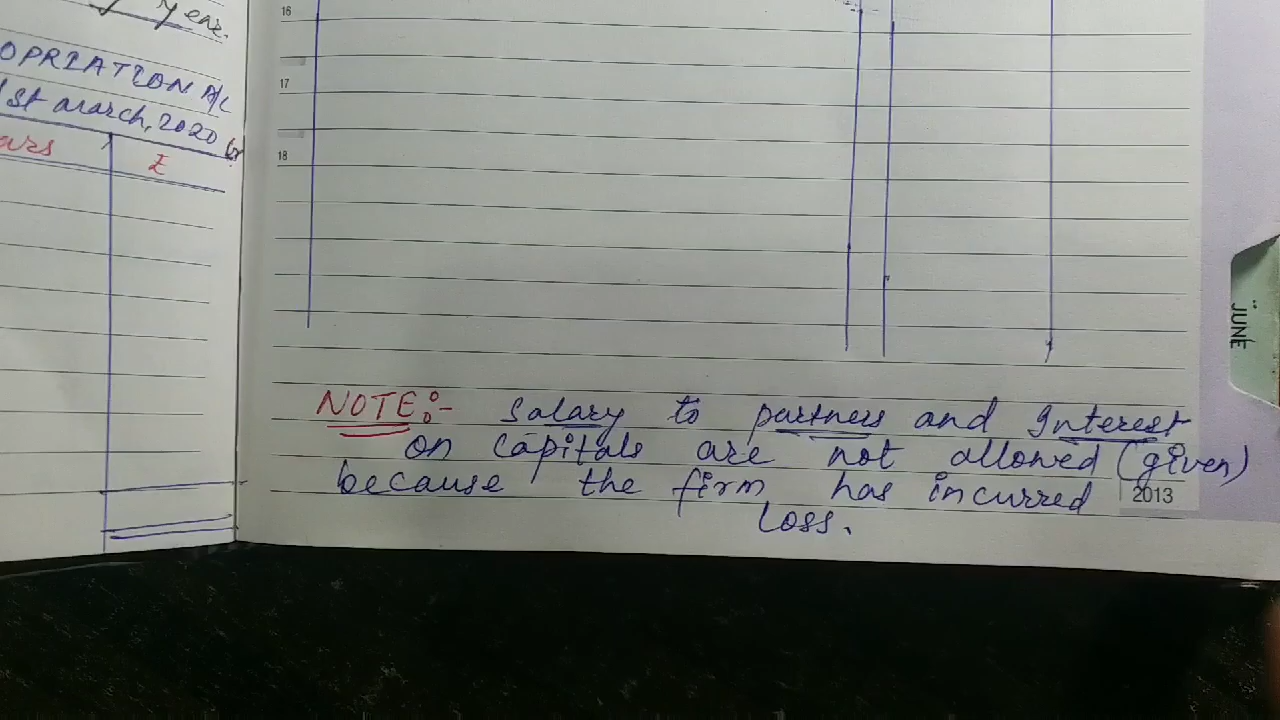 year.
OPRIATION A/c
1st march, 2020
Cr
ars ₹
16
17
18
JUNE
NOTE:- Salary to partners and Interest
on capitals are not allowed (given)
because the firm has incurred
2013
loss.